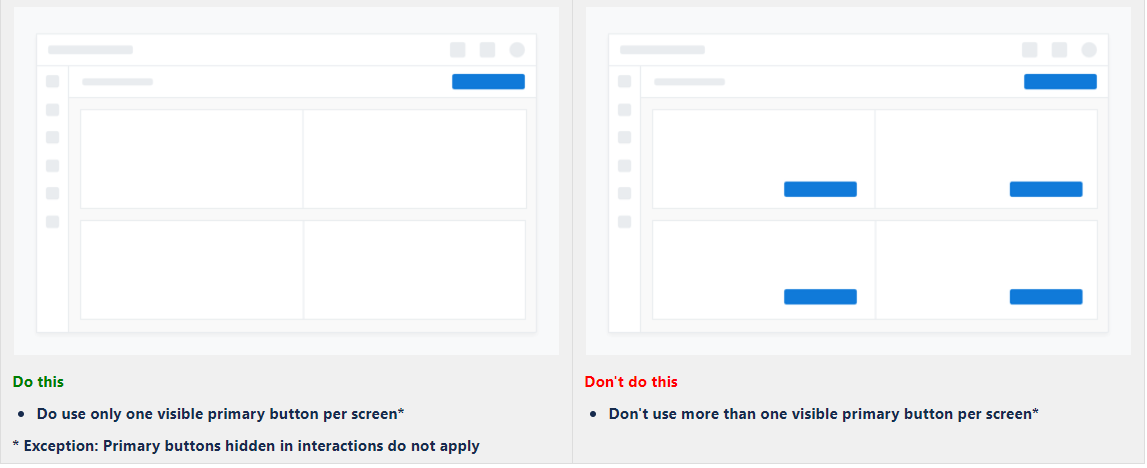 Do this
• Do use only one visible primary button per screen*
* Exception: Primary buttons hidden in interactions do not apply
Don't do this
• Don't use more than one visible primary button per screen*